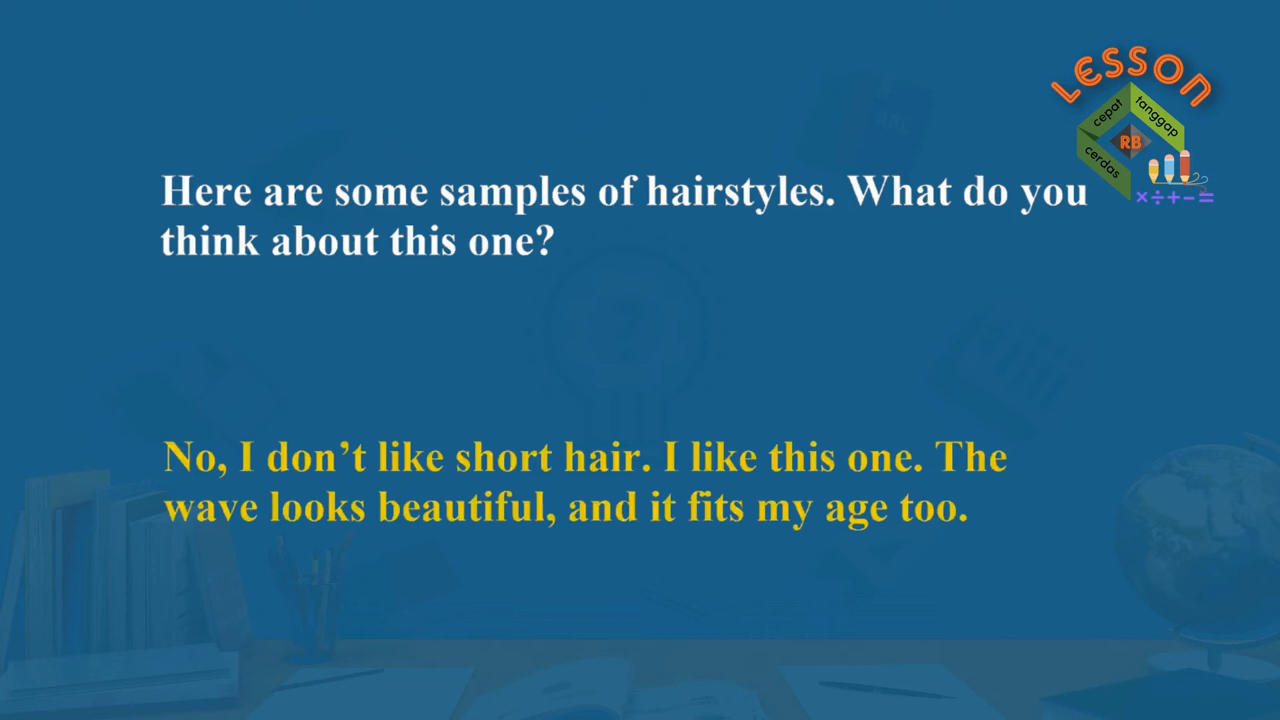 LESSON
cepat
tanggap
cerdas
RB
×÷+-=
Here are some samples of hairstyles. What do you
think about this one?
No, I don't like short hair. I like this one. The
wave looks beautiful, and it fits my age too.